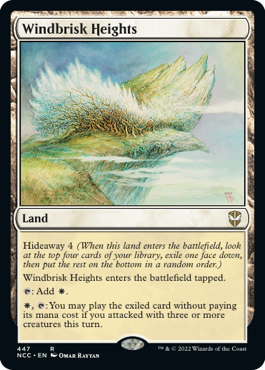 Windbrisk Heights
Land
Hideaway 4 (When this land enters the battlefield, look
at the top four cards of your library, exile one face down,
then put the rest on the bottom in a random order.)
Windbrisk Heights enters the battlefield tapped.
: Add .
, : You may play the exiled card without paying
its mana cost if you attacked with three or more
creatures this turn.
447 R
NCC • EN OMAR RAYYAN
™ & © 2022 Wizards of the Coast